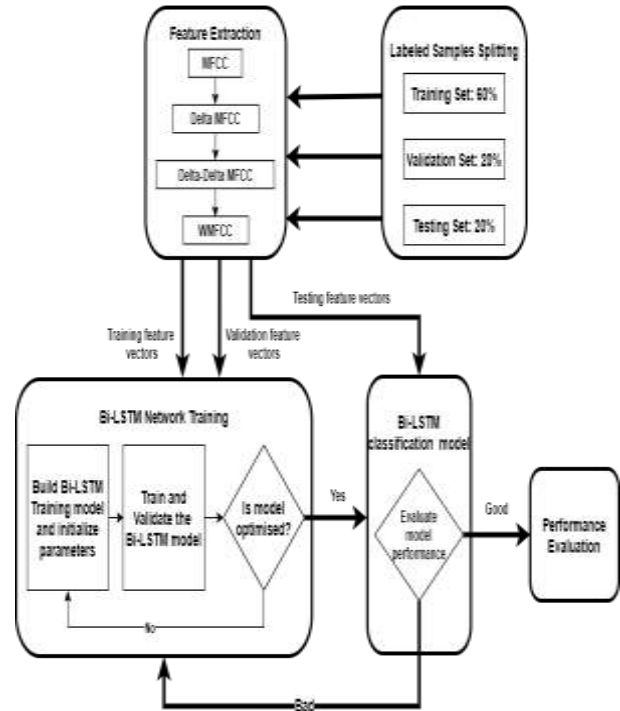 Feature Extraction
MFCC
Delta MFCC
Delta-Delta MFCC
WMFCC
Labeled Samples Splitting
Training Set: 60%
Validation Set: 20%
Testing Set: 20%
Testing feature vectors
Training feature
vectors
Validation feature
vectors
Bi-LSTM Network Training
Build Bi-LSTM
Training model
and initialize
parameters
Train and
Validate the
Bi-LSTM model
Is model
optimised?
No
Yes
Bi-LSTM
classification model
Evaluate
model
performance
Good
Performance
Evaluation
Bad